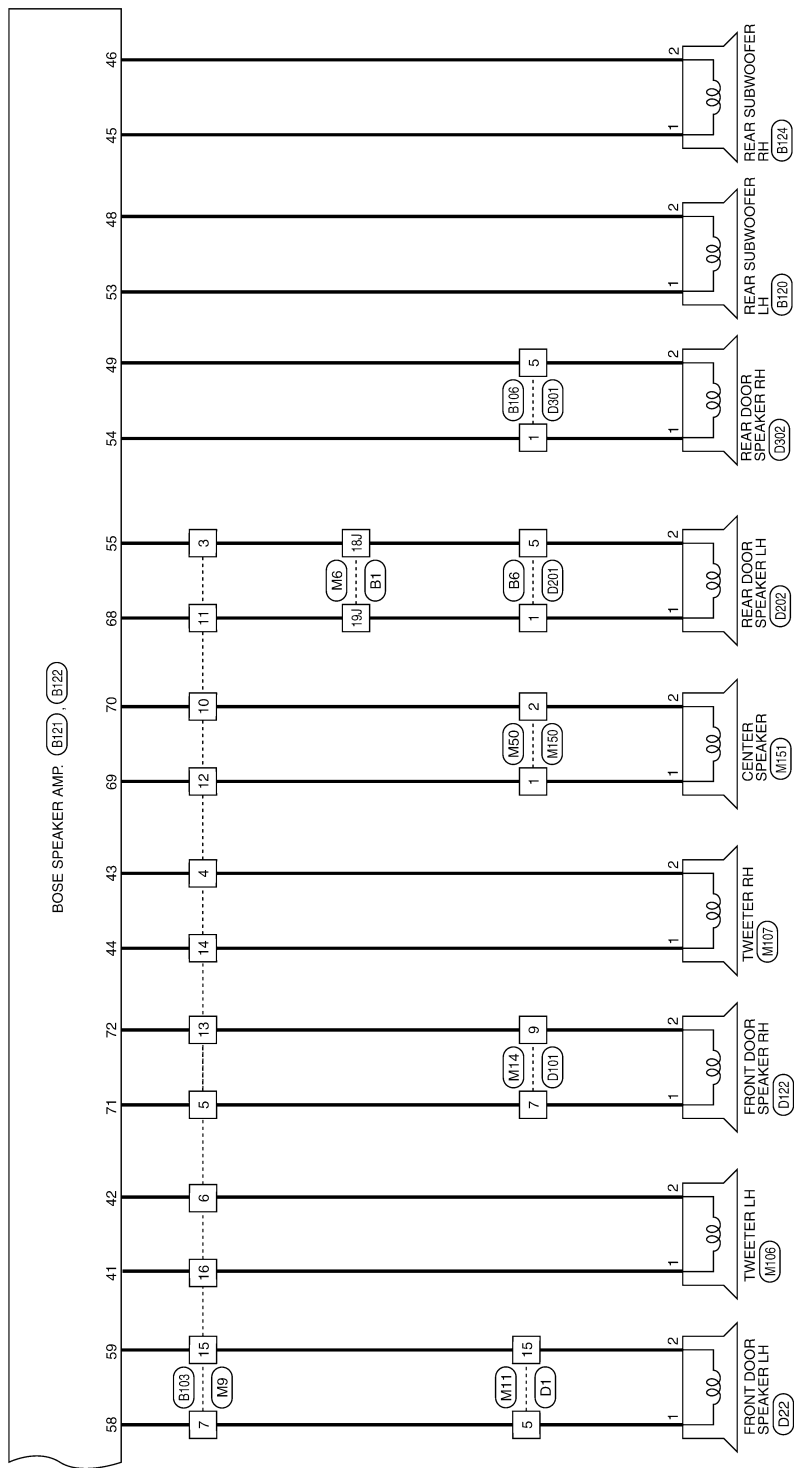 BOSE SPEAKER AMP. B121 , B122
58
59
41
42
71
72
44
43
69
70
68
55
54
49
53
48
45
46
B103
7
15
M9
16
6
5
13
14
4
12
10
11
3
M6
19J
18J
B1
M11
5
15
D1
M14
7
9
D101
M50
1
2
M150
B6
1
5
D201
B106
1
5
D301
1
2
1
2
1
2
1
2
1
2
1
2
1
2
1
2
1
2
FRONT DOOR
SPEAKER LH
D22
TWEETER LH
M106
FRONT DOOR
SPEAKER RH
D122
TWEETER RH
M107
CENTER
SPEAKER
M151
REAR DOOR
SPEAKER LH
D202
REAR DOOR
SPEAKER RH
D302
REAR SUBWOOFER
LH
B120
REAR SUBWOOFER
RH
B124